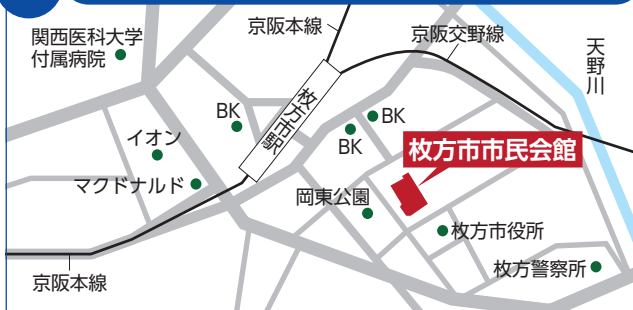 関西医科大学
付属病院
京阪本線
京阪交野線
天野川
BK
BK
BK
枚方市駅
イオン
マクドナルド
枚方市市民会館
岡東公園
枚方市役所
枚方警察所
京阪本線